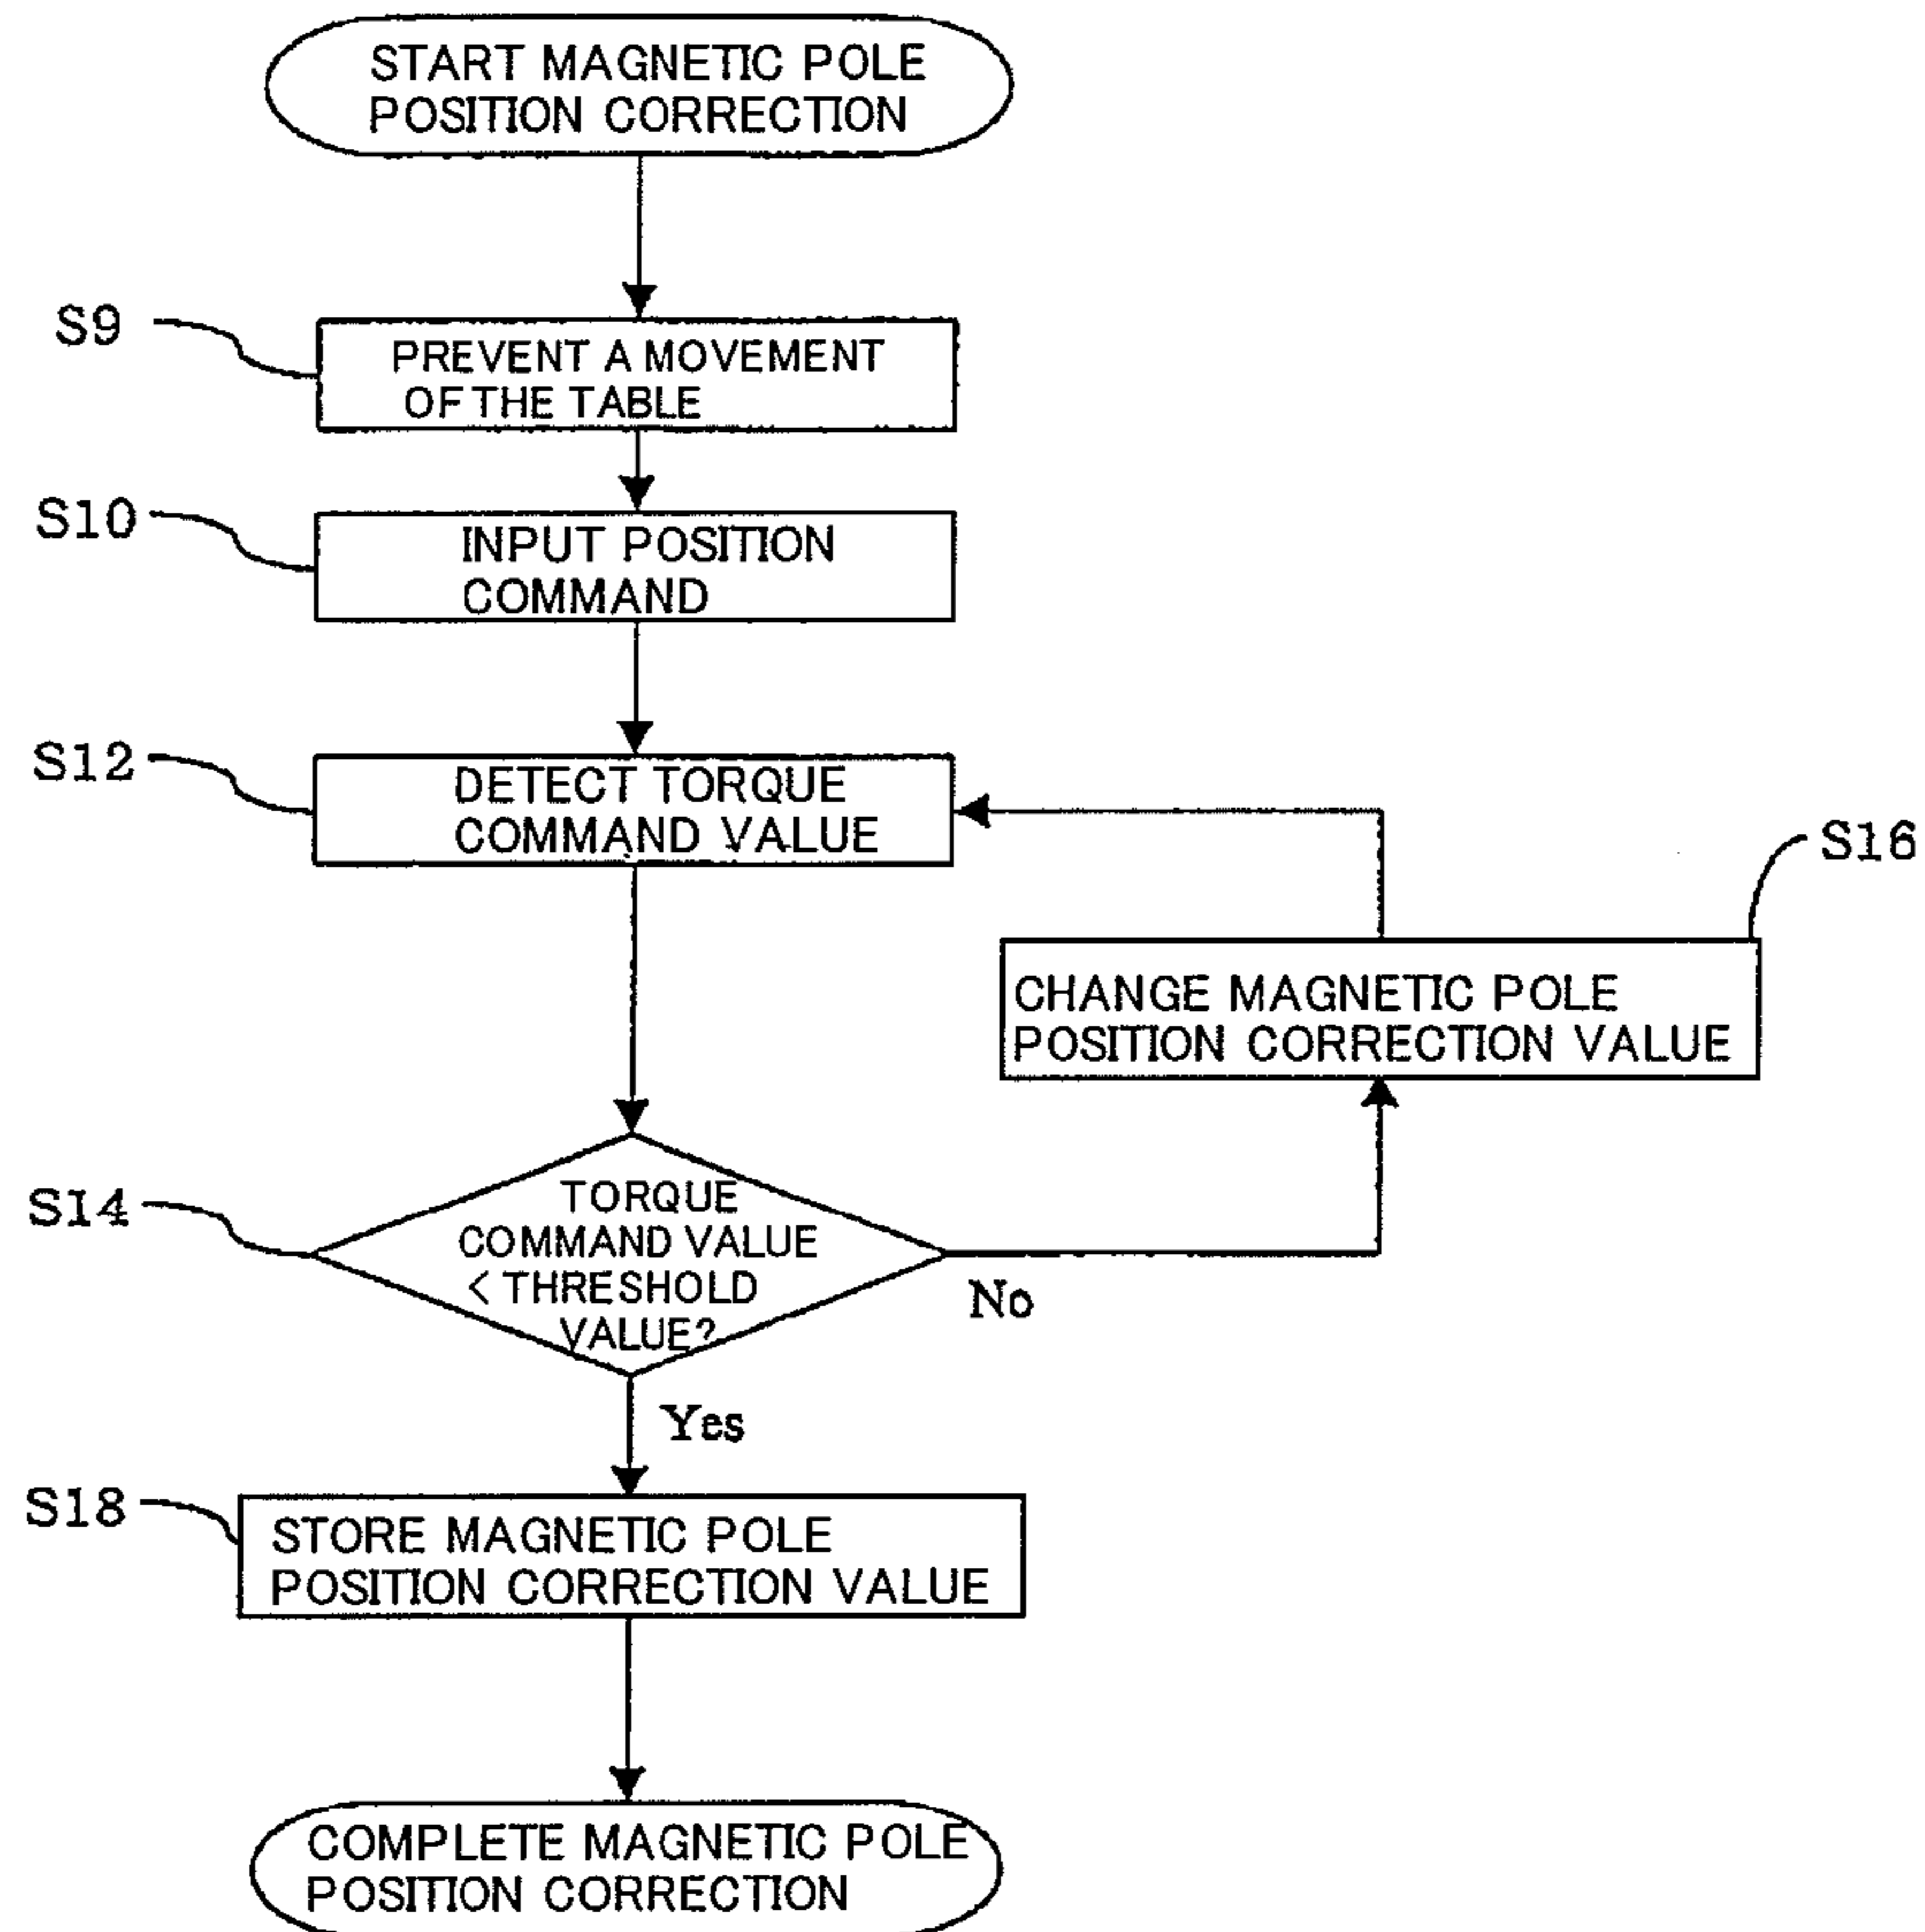 START MAGNETIC POLE
POSITION CORRECTION
S9
PREVENT A MOVEMENT
OF THE TABLE
S10
INPUT POSITION
COMMAND
S12
DETECT TORQUE
COMMAND VALUE
S16
CHANGE MAGNETIC POLE
POSITION CORRECTION VALUE
S14
TORQUE
COMMAND VALUE
< THRESHOLD
VALUE?
No
Yes
S18
STORE MAGNETIC POLE
POSITION CORRECTION VALUE
COMPLETE MAGNETIC POLE
POSITION CORRECTION